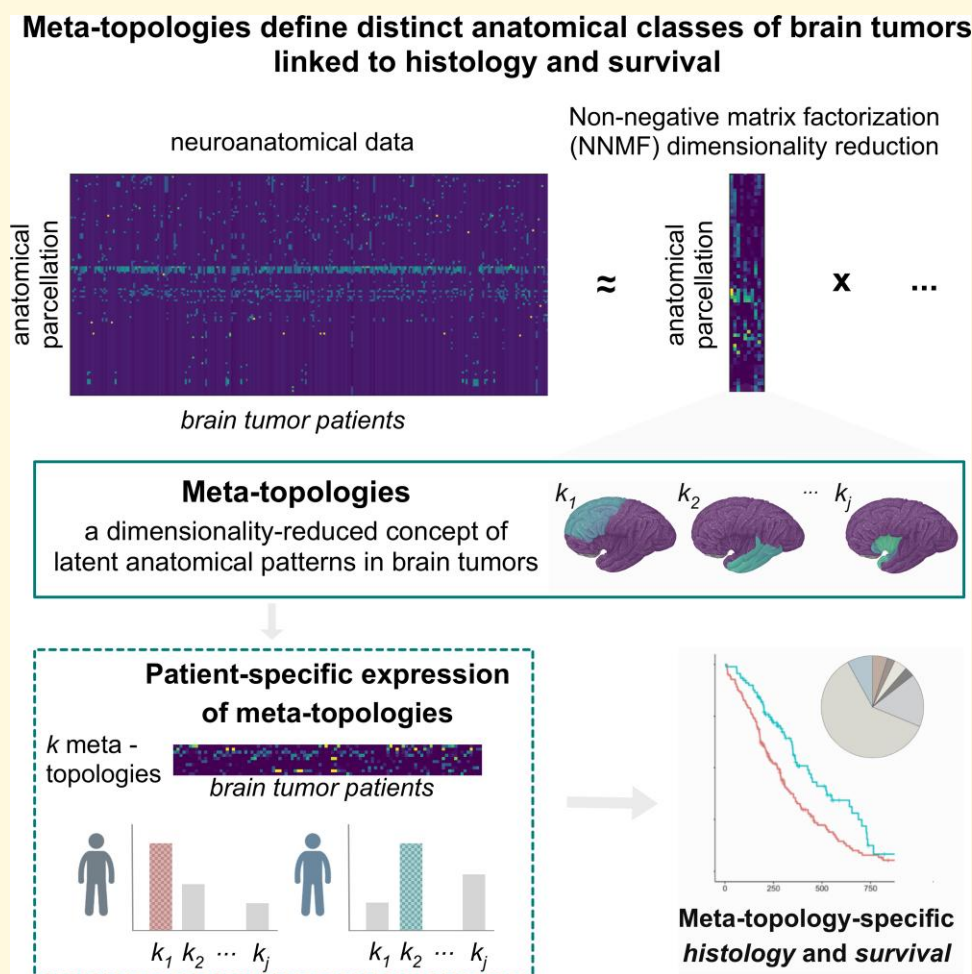 Meta-topologies define distinct anatomical classes of brain tumors
linked to histology and survival
neuroanatomical data
Non-negative matrix factorization
(NNMF) dimensionality reduction
anatomical
parcellation
≈
anatomical
parcellation
x
...
brain tumor patients
Meta-topologies
a dimensionality-reduced concept of
latent anatomical patterns in brain tumors
k1 k2 ... kj
Patient-specific expression
of meta-topologies
k meta -
topologies
brain tumor patients
k1 k2 ... kj
k1 k2 ... kj
0 250 500 750
Meta-topology-specific
histology and survival